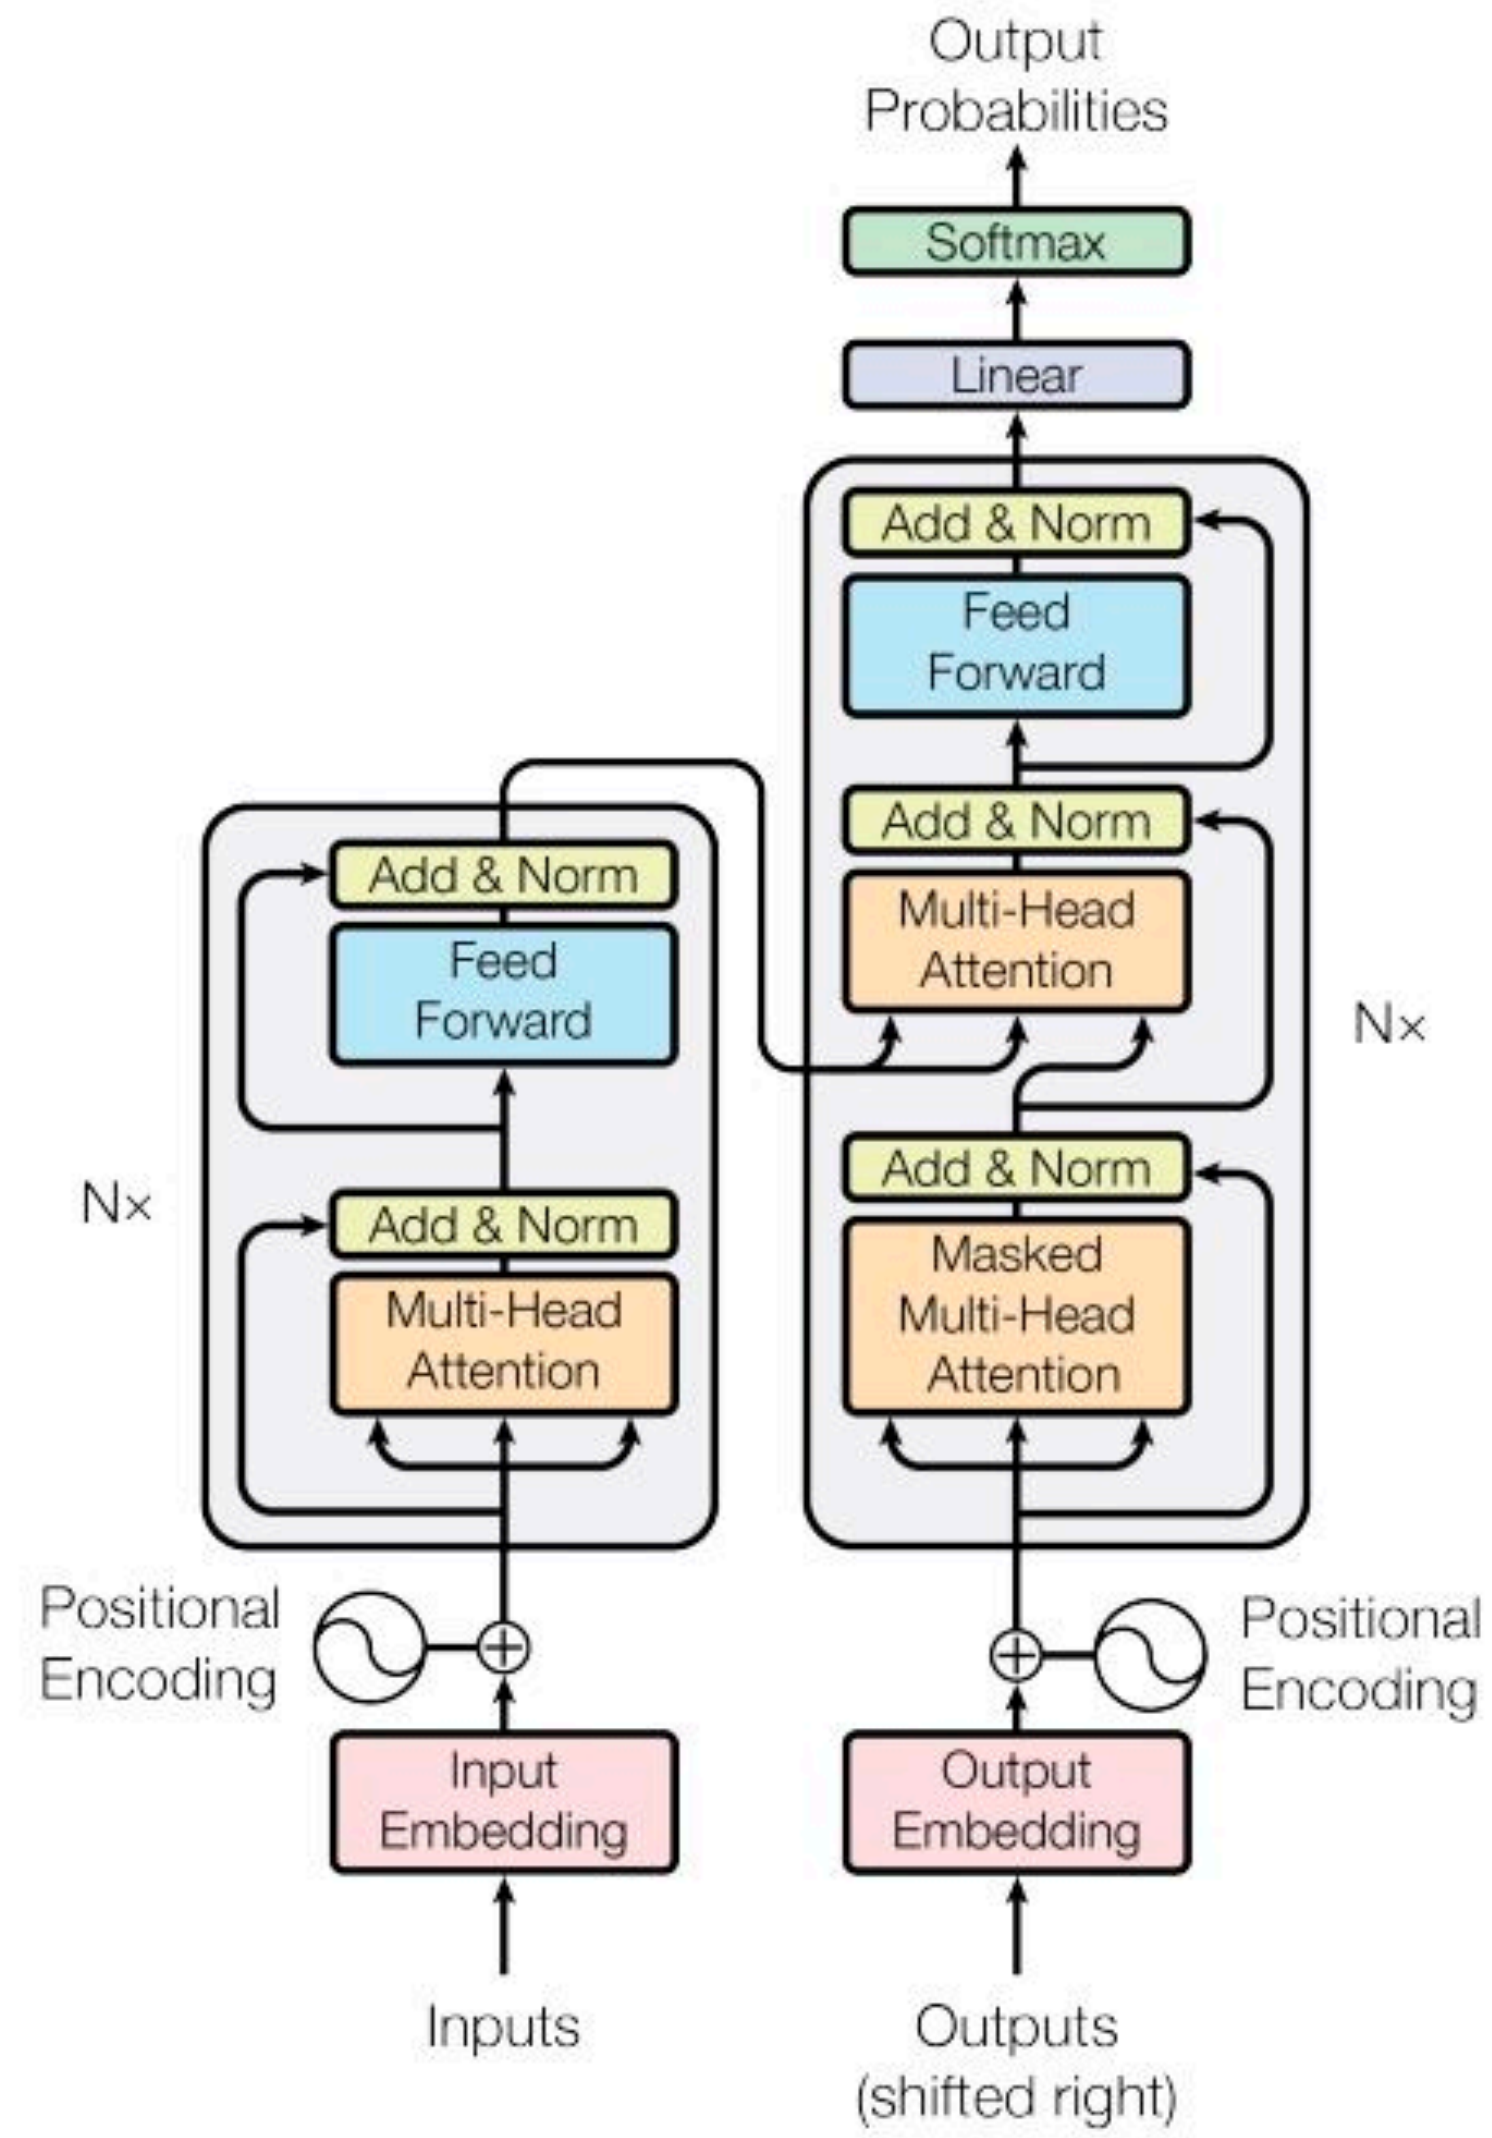 Output
Probabilities
Softmax
Linear
Add & Norm
Feed
Forward
Add & Norm
Multi-Head
Attention
N×
Add & Norm
Masked
Multi-Head
Attention
Add & Norm
Feed
Forward
N×
Add & Norm
Multi-Head
Attention
Positional
Encoding
Positional
Encoding
Input
Embedding
Output
Embedding
Inputs
Outputs
(shifted right)